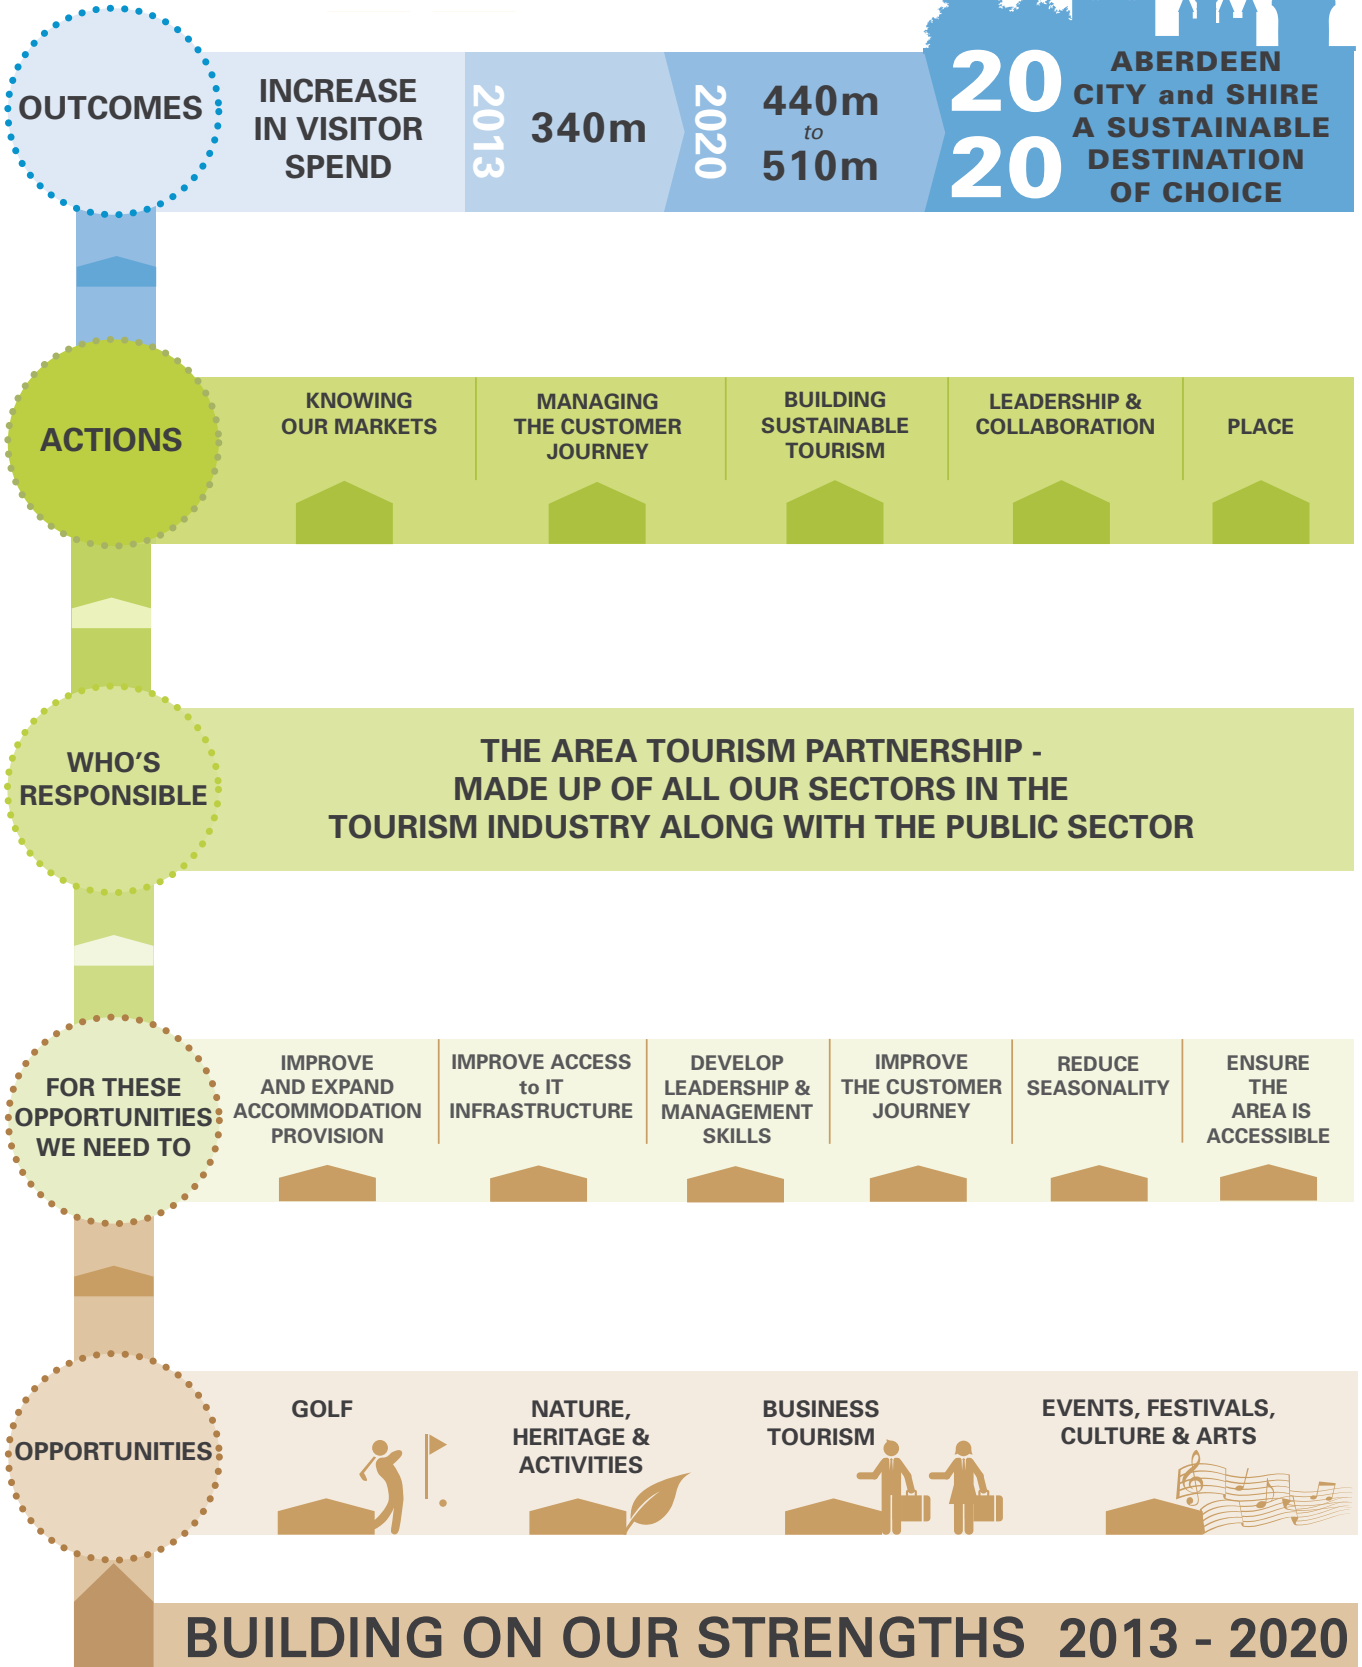 OUTCOMES
INCREASE
IN VISITOR
SPEND
2013
340m
2020
440m
to
510m
20
20
ABERDEEN
CITY and SHIRE
A SUSTAINABLE
DESTINATION
OF CHOICE
ACTIONS
KNOWING
OUR MARKETS
MANAGING
THE CUSTOMER
JOURNEY
BUILDING
SUSTAINABLE
TOURISM
LEADERSHIP &
COLLABORATION
PLACE
WHO'S
RESPONSIBLE
THE AREA TOURISM PARTNERSHIP -
MADE UP OF ALL OUR SECTORS IN THE
TOURISM INDUSTRY ALONG WITH THE PUBLIC SECTOR
FOR THESE
OPPORTUNITIES
WE NEED TO
IMPROVE
AND EXPAND
ACCOMMODATION
PROVISION
IMPROVE ACCESS
to IT
INFRASTRUCTURE
DEVELOP
LEADERSHIP &
MANAGEMENT
SKILLS
IMPROVE
THE CUSTOMER
JOURNEY
REDUCE
SEASONALITY
ENSURE
THE
AREA IS
ACCESSIBLE
OPPORTUNITIES
GOLF
NATURE,
HERITAGE &
ACTIVITIES
BUSINESS
TOURISM
EVENTS, FESTIVALS,
CULTURE & ARTS
BUILDING ON OUR STRENGTHS 2013 - 2020